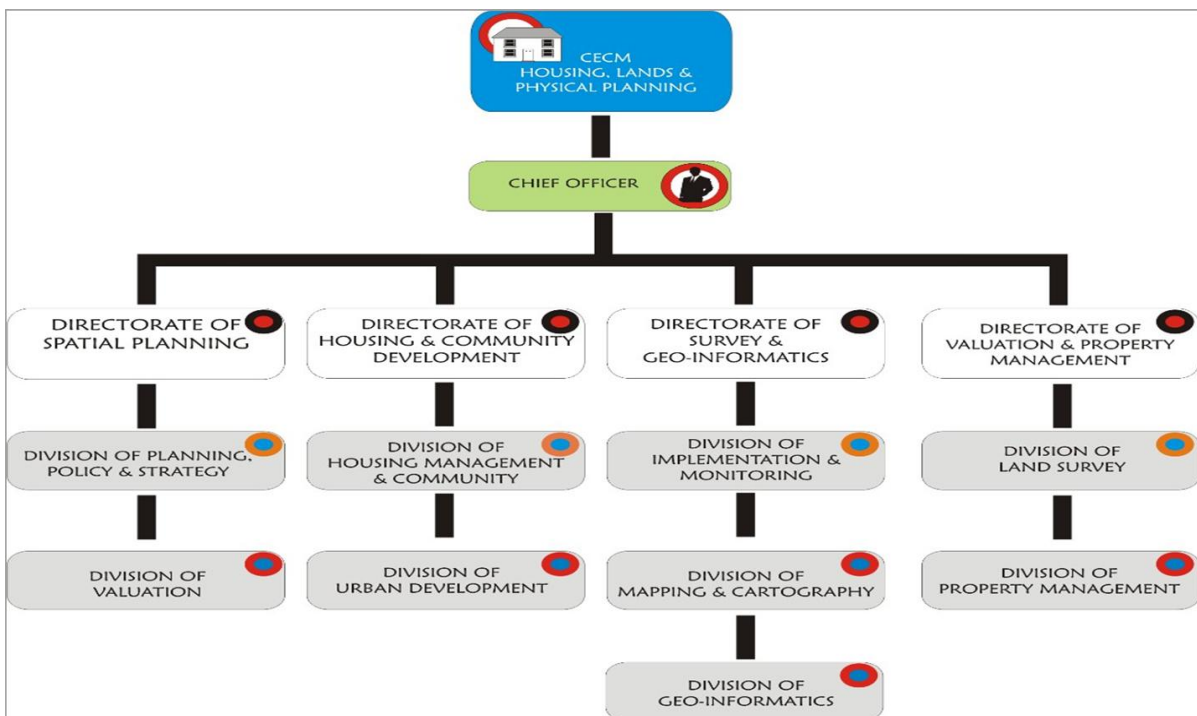 CECM
HOUSING, LANDS &
PHYSICAL PLANNING
CHIEF OFFICER
DIRECTORATE OF
SPATIAL PLANNING
DIRECTORATE OF
HOUSING & COMMUNITY
DEVELOPMENT
DIRECTORATE OF
SURVEY &
GEO-INFORMATICS
DIRECTORATE OF
VALUATION & PROPERTY
MANAGEMENT
DIVISION OF PLANNING,
POLICY & STRATEGY
DIVISION OF
HOUSING MANAGEMENT
& COMMUNITY
DIVISION OF
IMPLEMENTATION &
MONITORING
DIVISION OF
LAND SURVEY
DIVISION OF
VALUATION
DIVISION OF
URBAN DEVELOPMENT
DIVISION OF
MAPPING & CARTOGRAPHY
DIVISION OF
PROPERTY MANAGEMENT
DIVISION OF
GEO-INFORMATICS